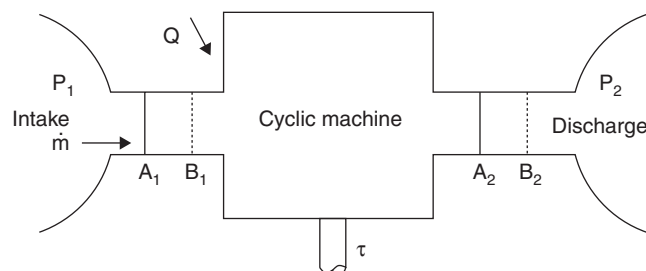 Q
P1
P2
Intake
ṁ
Cyclic machine
Discharge
A1
B1
A2
B2
τ